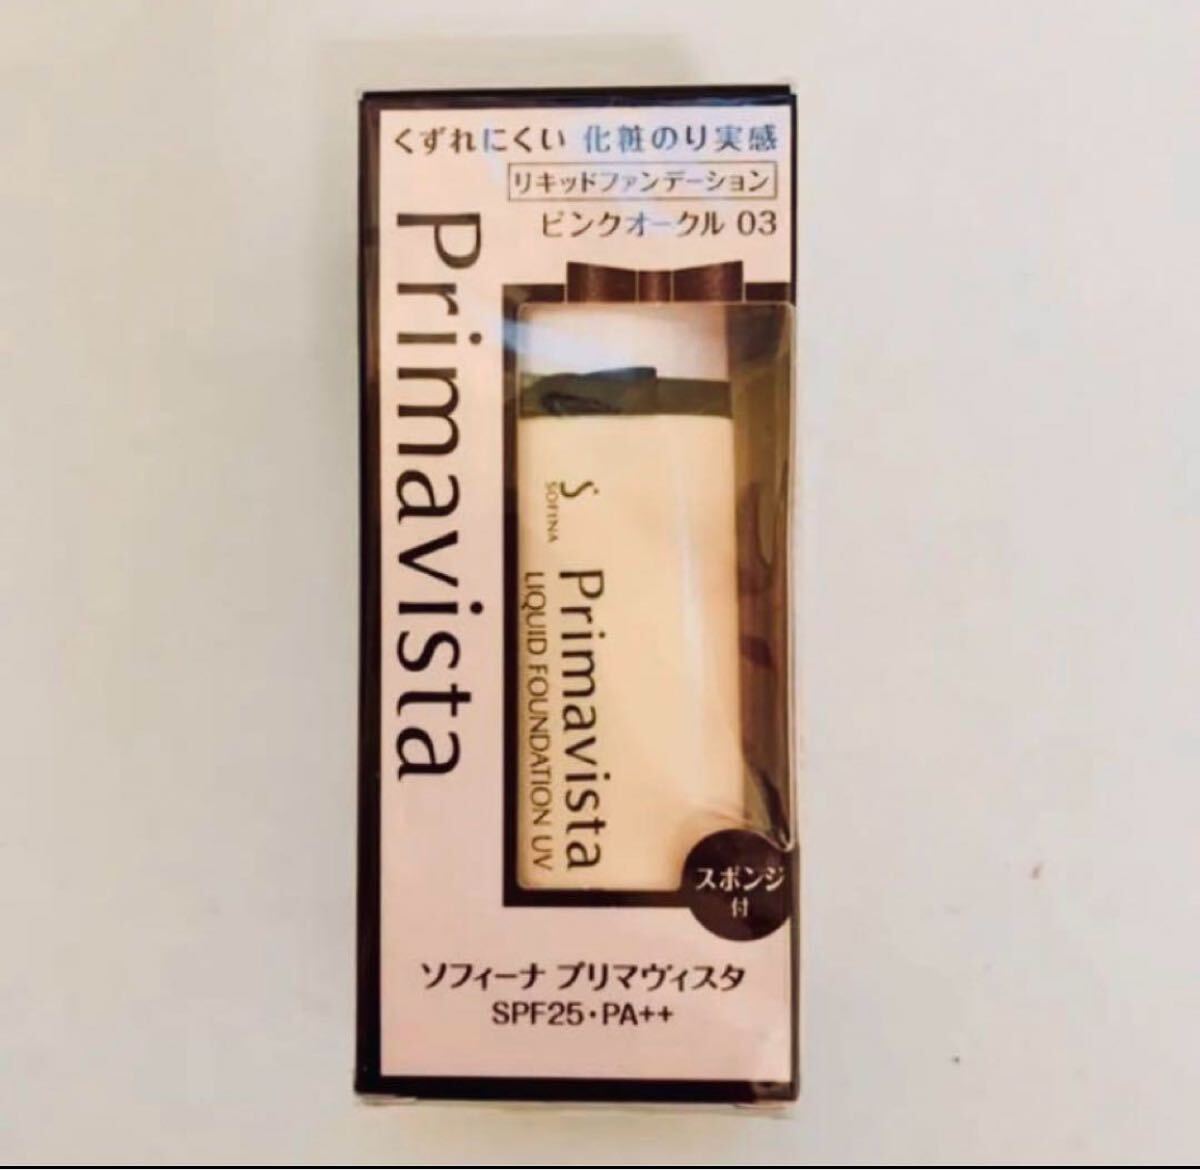 くずれにくい 化粧のり実感
リキッドファンデーション
ピンクオークル 03
Primavista
S
SOFINA
Primavista
LIQUID FOUNDATION UV
スポンジ
付
ソフィーナ プリマヴィスタ
SPF25・PA++